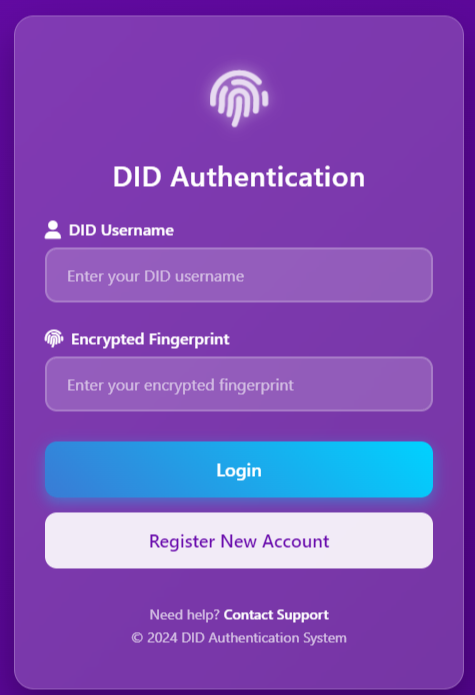 DID Authentication
DID Username
Enter your DID username
Encrypted Fingerprint
Enter your encrypted fingerprint
Login
Register New Account
Need help? Contact Support
© 2024 DID Authentication System